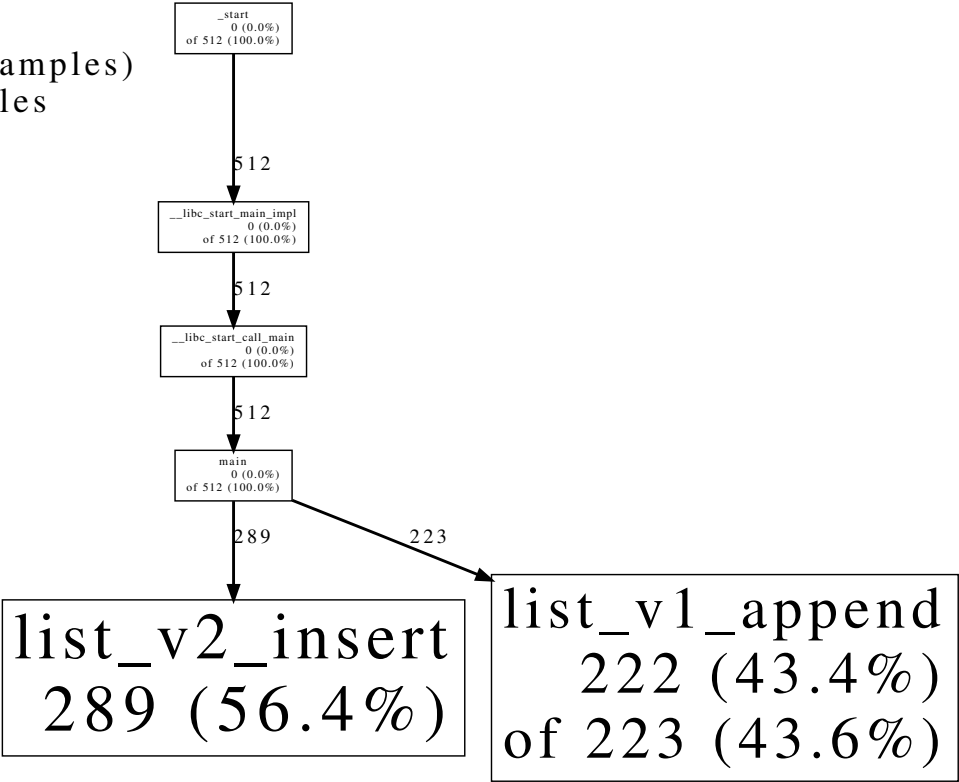 _start
0 (0.0%)
of 512 (100.0%)
amples)
les
512
__libc_start_main_impl
0 (0.0%)
of 512 (100.0%)
512
__libc_start_call_main
0 (0.0%)
of 512 (100.0%)
512
main
0 (0.0%)
of 512 (100.0%)
289
223
list_v2_insert
289 (56.4%)
list_v1_append
222 (43.4%)
of 223 (43.6%)